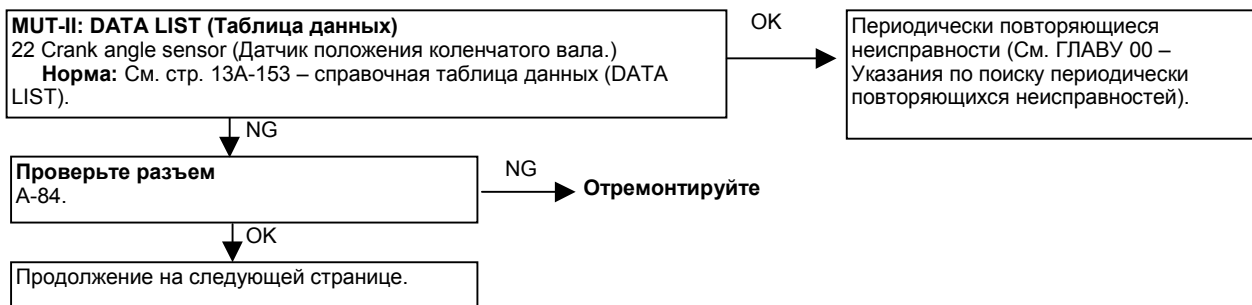 MUT-II: DATA LIST (Таблица данных)
22 Crank angle sensor (Датчик положения коленчатого вала.)
Норма: См. стр. 13А-153 – справочная таблица данных (DATA
LIST).
OK
Периодически повторяющиеся
неисправности (См. ГЛАВУ 00 –
Указания по поиску периодически
повторяющихся неисправностей).
NG
Проверьте разъем
А-84.
NG
Отремонтируйте
OK
Продолжение на следующей странице.